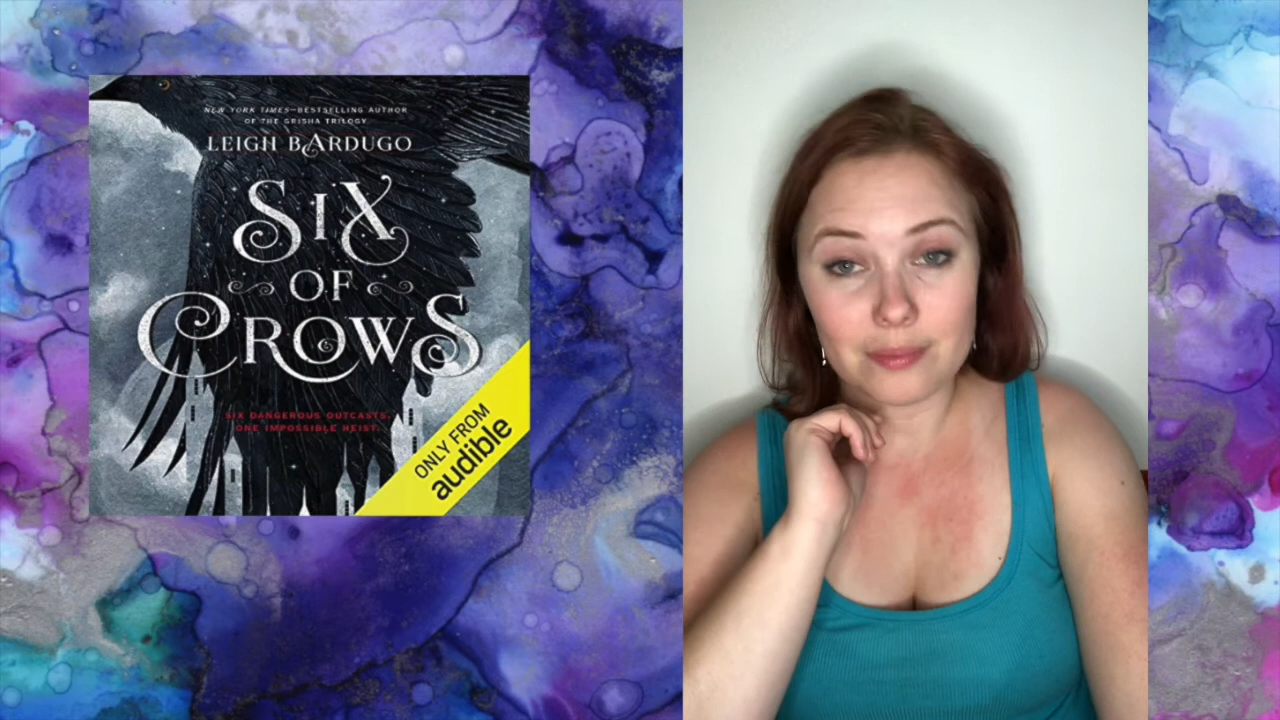 NEW YORK TIMES—BESTSELLING AUTHOR
OF THE GRISHA TRILOGY
LEIGH BARDUGO
SIX
OF
CROWS
SIX DANGEROUS OUTCASTS.
ONE IMPOSSIBLE HEIST.
ONLY FROM
audible